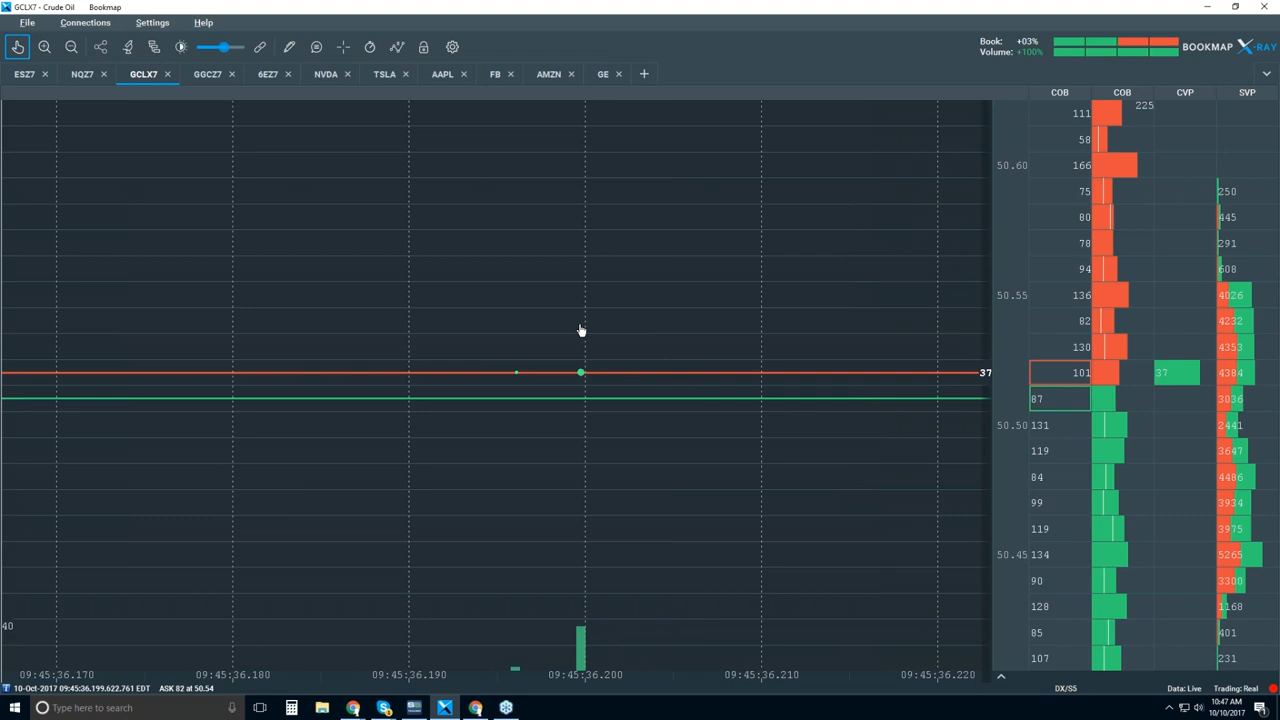 GCLX7 - Crude Oil Bookmap
File Connections Settings Help
Book: +03%
Volume: +100%
BOOKMAP X-RAY
ESZ7 NQZ7 GCLX7 GGCZ7 6EZ7 NVDA TSLA AAPL FB AMZN GE
COB COB CVP SVP
225
111
58
50.60 166
75 250
80 445
78 291
94 608
50.55 136 4026
82 4232
130 4353
37 101 37 4384
87 3036
50.50 131 2441
119 3647
84 4486
99 3934
119 3975
50.45 134 5265
90 3300
128 1168
40
85 401
107 231
09:45:36.170 09:45:36.180 09:45:36.190 09:45:36.200 09:45:36.210 09:45:36.220
10-Oct-2017 09:45:36.199.622.761 EDT ASK 82 at 50.54
DX/S5 Data: Live Trading: Real
Type here to search
10:47 AM
10/10/2017
1